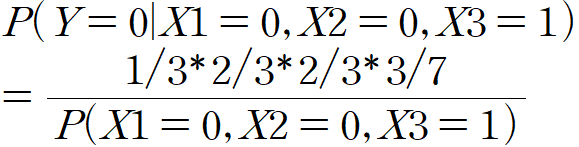 P(Y=0|X1=0,X2=0,X3=1)
= 1/3*2/3*2/3*3/7
P(X1=0,X2=0,X3=1)